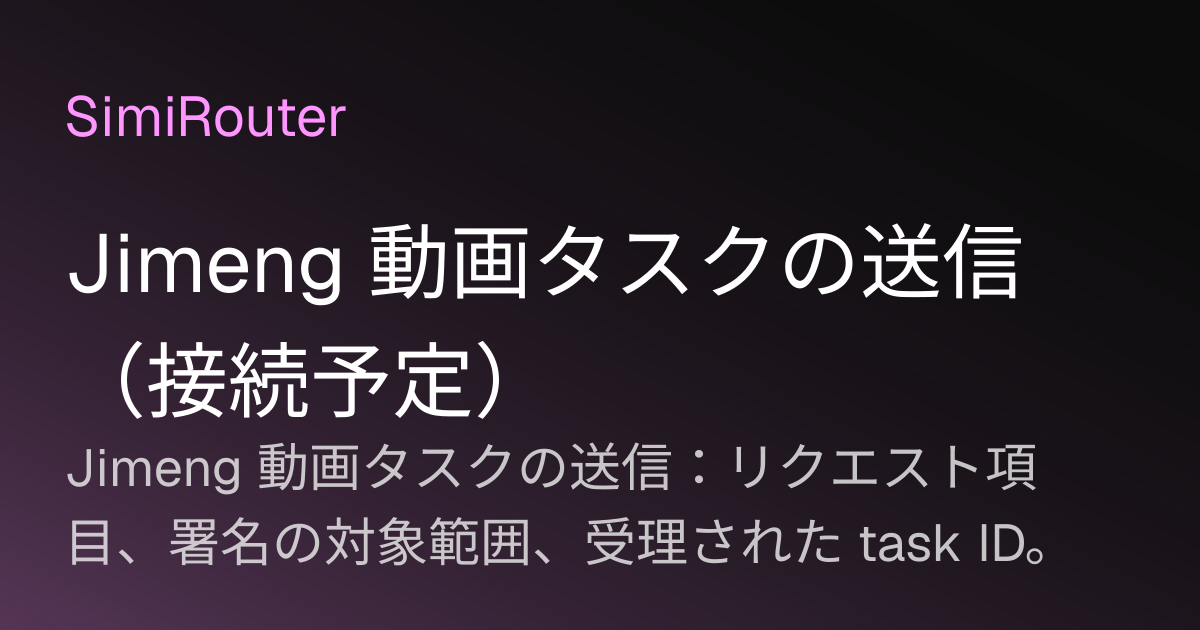 SimiRouter
Jimeng 動画タスクの送信
（接続予定）
Jimeng 動画タスクの送信：リクエスト項
目、署名の対象範囲、受理された task ID。